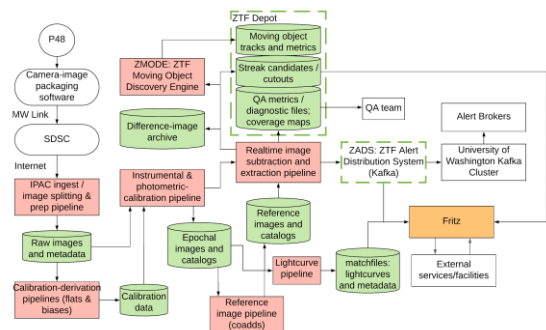 ZTF Depot
P48
Moving object
tracks and metrics
Camera-image
packaging
software
ZMODE: ZTF
Moving Object
Discovery Engine
Streak candidates /
cutouts
MW Link
QA metrics /
diagnostic files;
coverage maps
QA team
SDSC
Difference-image
archive
Alert Brokers
Internet
IPAC ingest /
image splitting &
prep pipeline
Instrumental &
photometric-
calibration pipeline
Realtime image
subtraction and
extraction pipeline
ZADS: ZTF Alert
Distribution System
(Kafka)
University of
Washington Kafka
Cluster
Raw images
and metadata
Epochal
images and
catalogs
Reference
images and
catalogs
Fritz
Calibration-derivation
pipelines (flats &
biases)
Calibration
data
Lightcurve
pipeline
matchfiles:
lightcurves
and metadata
External
services/facilities
Reference
image pipeline
(coadds)